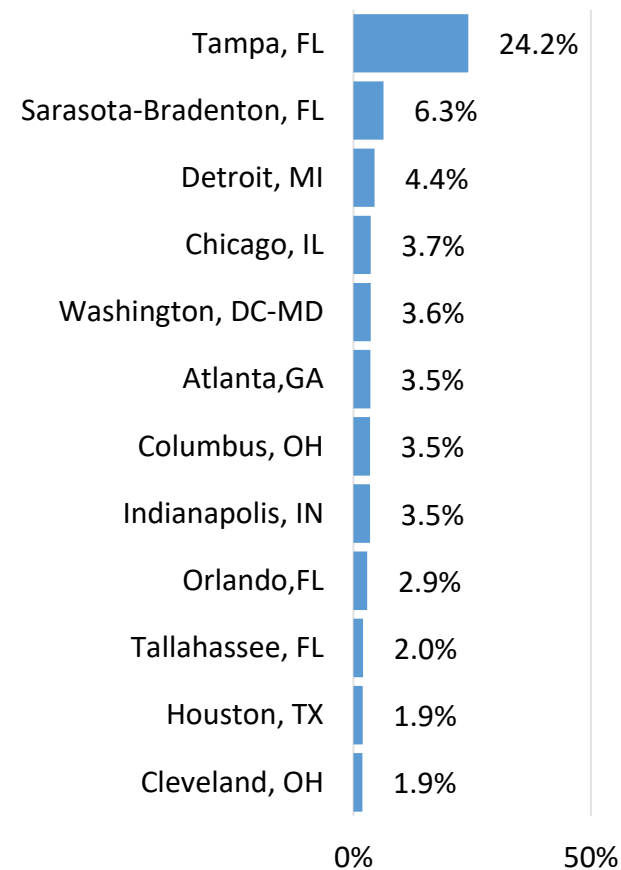 Tampa, FL 24.2%
Sarasota-Bradenton, FL 6.3%
Detroit, MI 4.4%
Chicago, IL 3.7%
Washington, DC-MD 3.6%
Atlanta,GA 3.5%
Columbus, OH 3.5%
Indianapolis, IN 3.5%
Orlando,FL 2.9%
Tallahassee, FL 2.0%
Houston, TX 1.9%
Cleveland, OH 1.9%
0% 50%